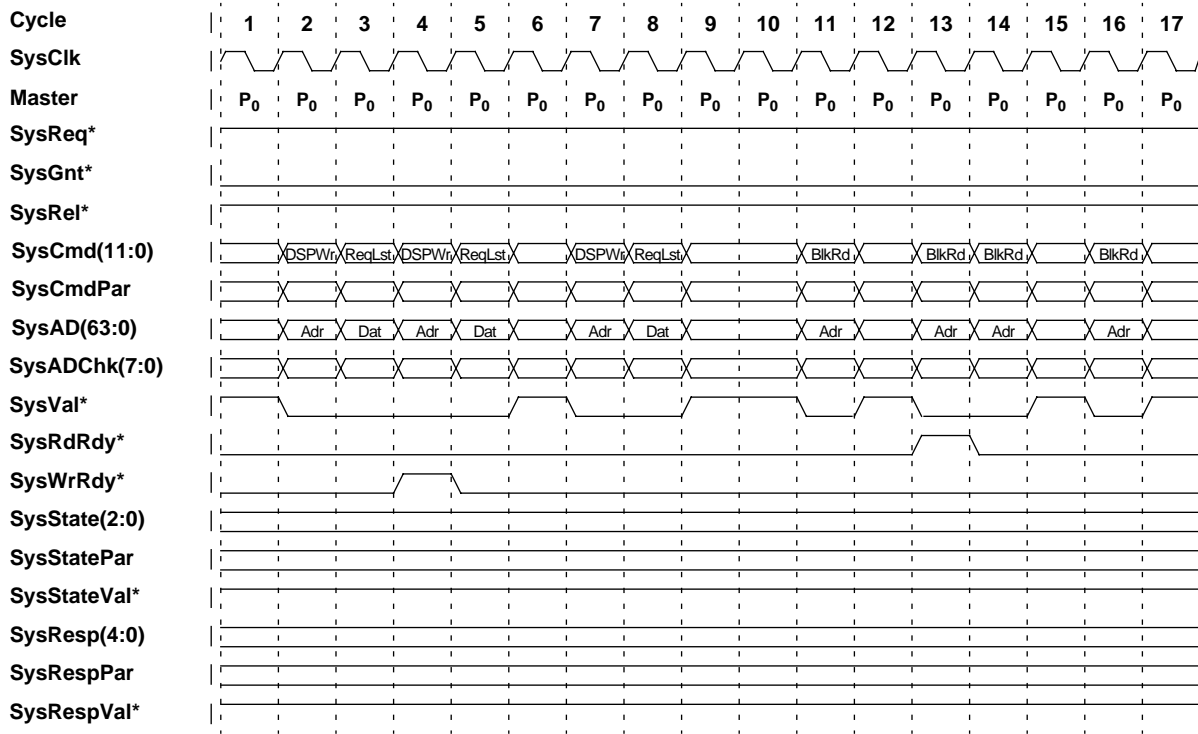 Cycle | 1 2 3 4 5 6 7 8 9 10 11 12 13 14 15 16 17
SysClk |
Master | P0 P0 P0 P0 P0 P0 P0 P0 P0 P0 P0 P0 P0 P0 P0 P0 P0
SysReq* |
SysGnt* |
SysRel* |
SysCmd(11:0) | DSPWr ReqLst DSPWr ReqLst DSPWr ReqLst BlkRd BlkRd BlkRd BlkRd
SysCmdPar |
SysAD(63:0) | Adr Dat Adr Dat Adr Dat Adr Adr Adr Adr
SysADChk(7:0) |
SysVal* |
SysRdRdy* |
SysWrRdy* |
SysState(2:0) |
SysStatePar |
SysStateVal* |
SysResp(4:0) |
SysRespPar |
SysRespVal* |